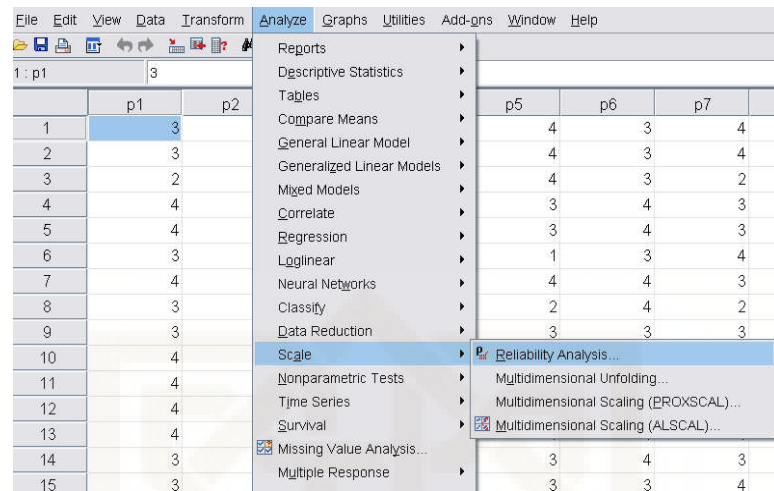 File Edit View Data Transform Analyze Graphs Utilities Add-ons Window Help
1 : p1 3
p1 p2 p5 p6 p7
1 3 4 3 4
2 3 4 3 4
3 2 4 3 2
4 4 3 4 3
5 4 3 4 3
6 3 1 3 4
7 4 4 4 3
8 3 2 4 2
9 3 3 3 3
10 4
11 4
12 4
13 4
14 3 3 4 3
15 3 3 3 4
Reports
Descriptive Statistics
Tables
Compare Means
General Linear Model
Generalized Linear Models
Mixed Models
Correlate
Regression
Loglinear
Neural Networks
Classify
Data Reduction
Scale
Nonparametric Tests
Time Series
Survival
Missing Value Analysis...
Multiple Response
Reliability Analysis...
Multidimensional Unfolding...
Multidimensional Scaling (PROXSCAL)...
Multidimensional Scaling (ALSCAL)...